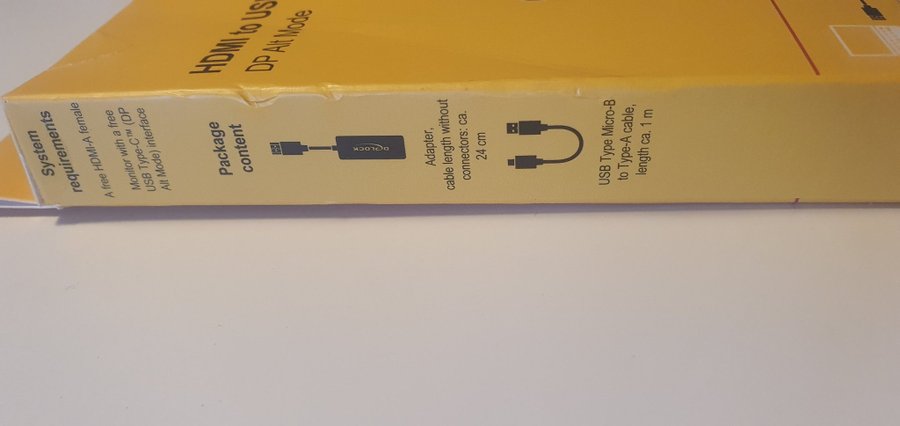 HDMI to US
DP Alt Mode
System
requirements
A free HDMI-A female
Monitor with a free
USB Type-C™ (DP
Alt Mode) interface
Package
content
DELOCK
Adapter,
cable length without
connectors: ca.
24 cm
USB Type Micro-B
to Type-A cable,
length ca. 1 m